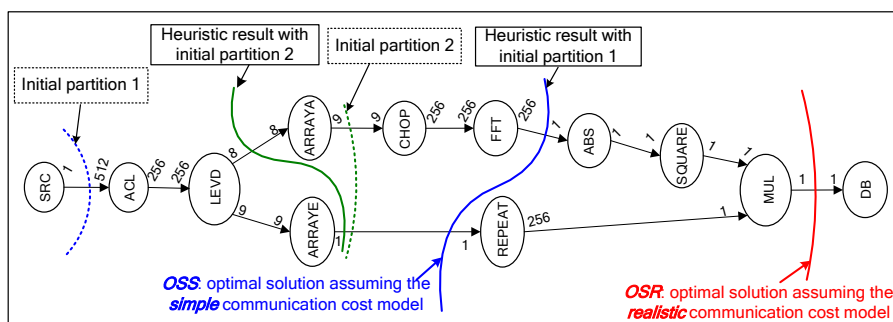 Heuristic result with
initial partition 2
Initial partition 2
Heuristic result with
initial partition 1
Initial partition 1
SRC
1
512
ACL
256
256
LEVD
8
8
ARRAYA
9
9
CHOP
256
256
FFT
256
1
ABS
1
1
SQUARE
1
1
9
9
ARRAYE
1
1
REPEAT
256
1
MUL
1
1
DB
OSS: optimal solution assuming the
simple communication cost model
OSR: optimal solution assuming the
realistic communication cost model